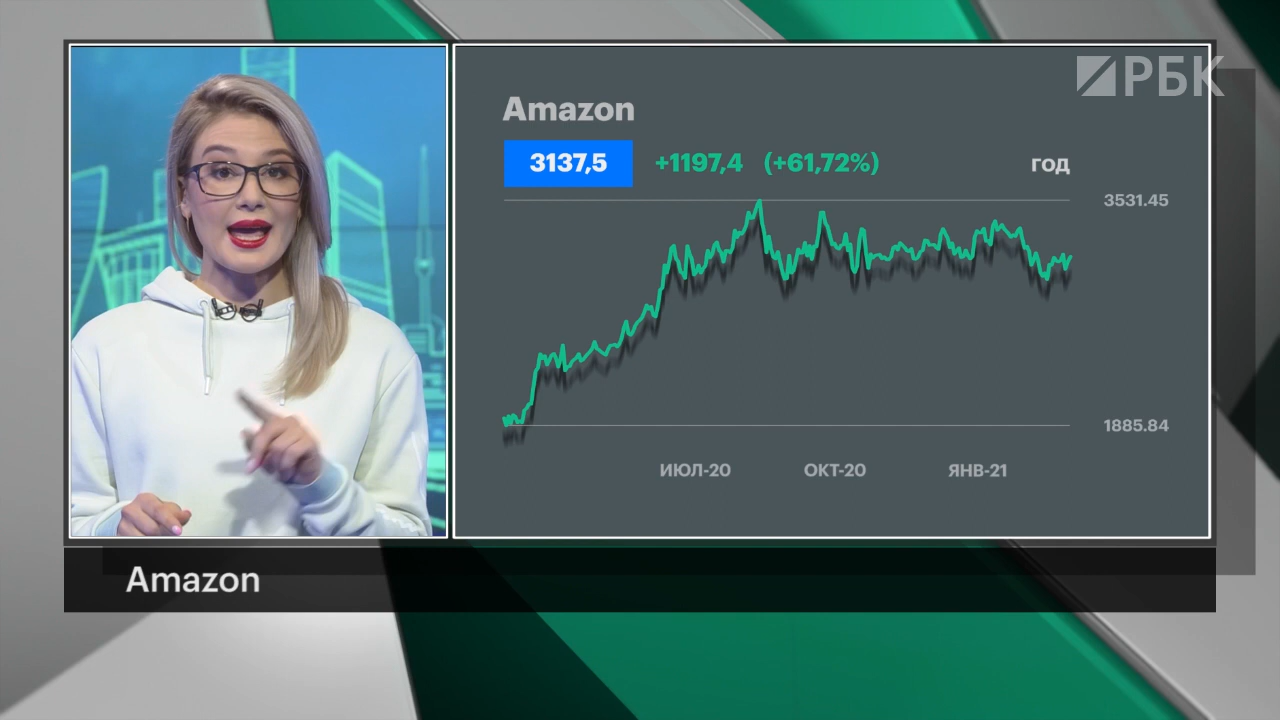 РБК
Amazon
3137,5 +1197,4 (+61,72%) год
3531.45
1885.84
ИЮЛ-20 ОКТ-20 ЯНВ-21
Amazon